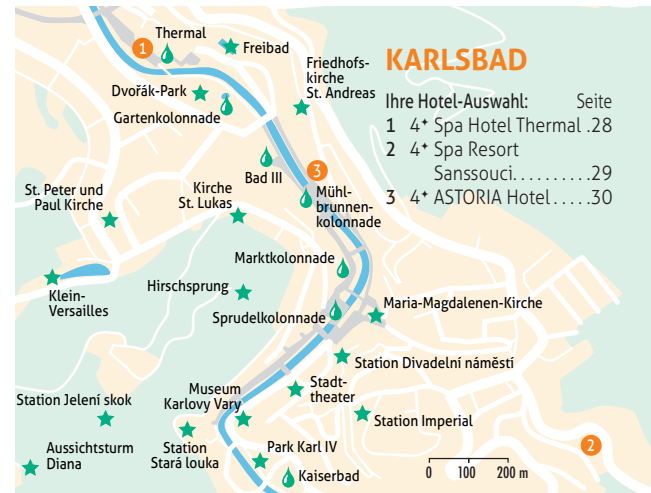 KARLSBAD
Ihre Hotel-Auswahl: Seite
1 4✦ Spa Hotel Thermal .28
2 4✦ Spa Resort
Sanssouci..........29
3 4✦ ASTORIA Hotel.....30
Thermal
1
Freibad
Friedhofs-
kirche
St. Andreas
Dvořák-Park
Gartenkolonnade
3
Bad III
Mühl-
brunnen-
kolonnade
St. Peter und
Paul Kirche
Kirche
St. Lukas
Marktkolonnade
Klein-
Versailles
Hirschsprung
Sprudelkolonnade
Maria-Magdalenen-Kirche
Station Divadelní náměstí
Museum
Karlovy Vary
Stadt-
theater
Station Jelení skok
Station Imperial
Aussichtsturm
Diana
Station
Stará louka
Park Karl IV
Kaiserbad
2
0 100 200 m